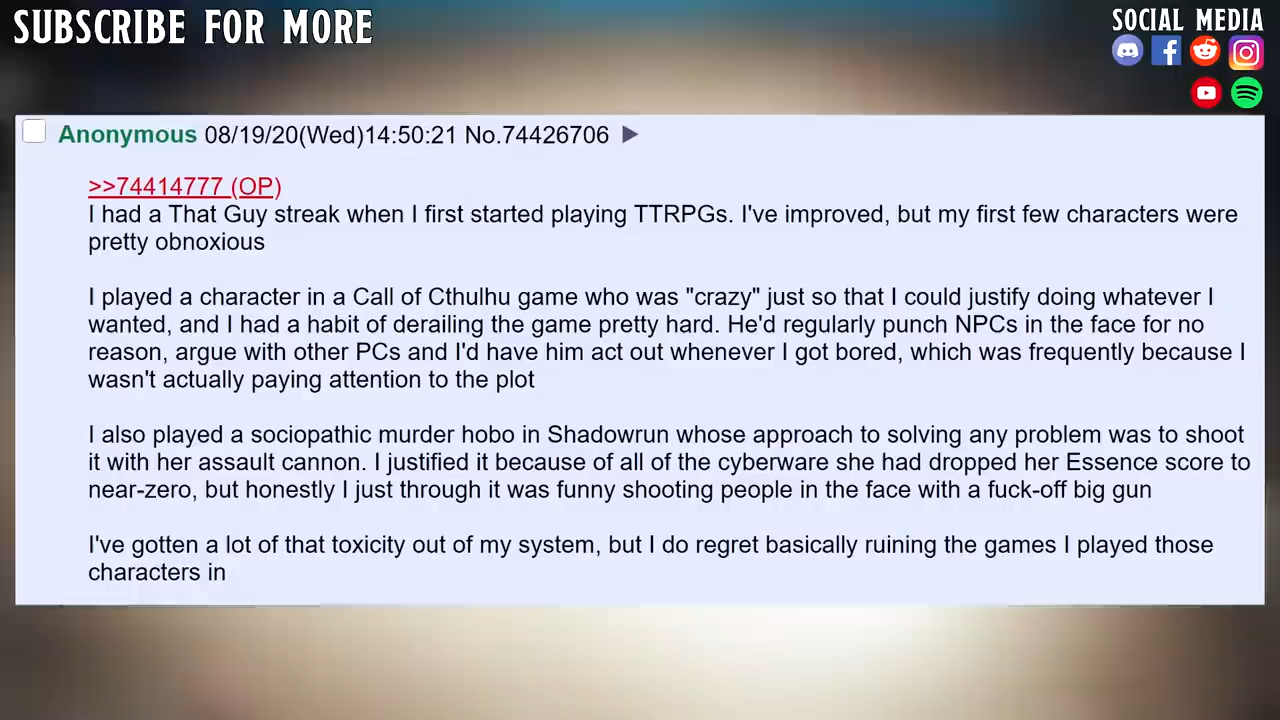 SUBSCRIBE FOR MORE
SOCIAL MEDIA
Anonymous 08/19/20(Wed)14:50:21 No.74426706
>>74414777 (OP)
I had a That Guy streak when I first started playing TTRPGs. I've improved, but my first few characters were
pretty obnoxious
I played a character in a Call of Cthulhu game who was "crazy" just so that I could justify doing whatever I
wanted, and I had a habit of derailing the game pretty hard. He'd regularly punch NPCs in the face for no
reason, argue with other PCs and I'd have him act out whenever I got bored, which was frequently because I
wasn't actually paying attention to the plot
I also played a sociopathic murder hobo in Shadowrun whose approach to solving any problem was to shoot
it with her assault cannon. I justified it because of all of the cyberware she had dropped her Essence score to
near-zero, but honestly I just through it was funny shooting people in the face with a fuck-off big gun
I've gotten a lot of that toxicity out of my system, but I do regret basically ruining the games I played those
characters in